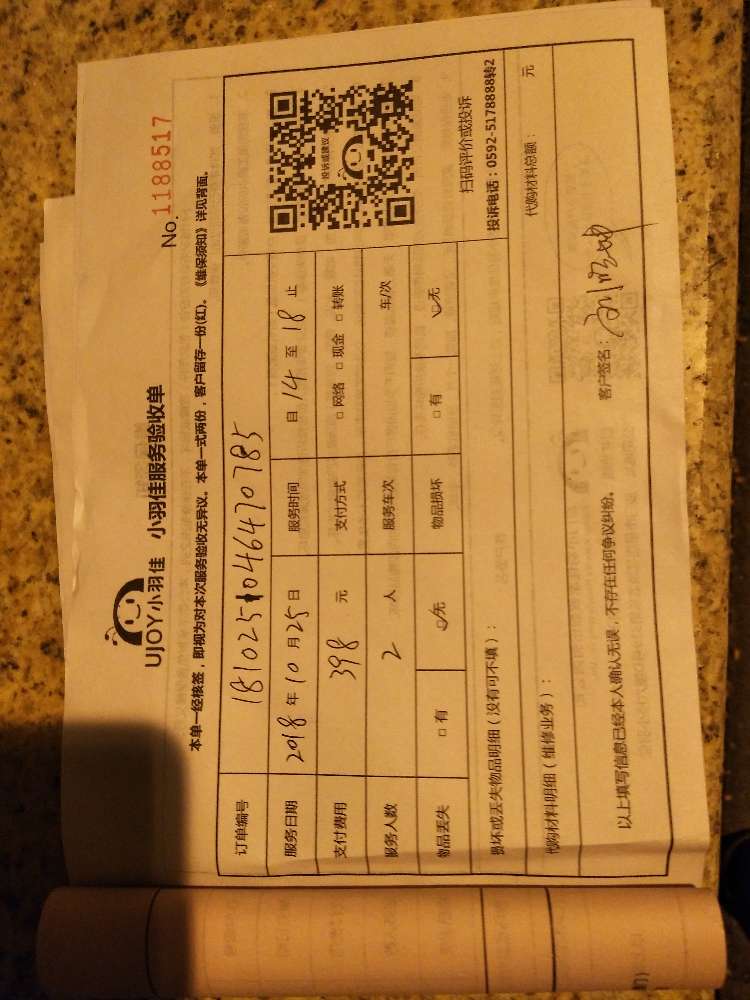 UJOY小羽佳 小羽佳服务验收单
No. 1188517
本单一经核签，即视为对本次服务验收无异议。本单一式两份，客户留存一份(红)。《维保须知》详见背面。
订单编号 181025104647０785
服务日期 2018 年 10 月 25 日 服务时间 自 14 至 18 止
支付费用 398 元 支付方式 □ 网络 □ 现金 □ 转账
服务人数 2 人 服务车次 车/次
物品丢失 □ 有 ☑ 无 物品损坏 □ 有 ☑ 无
投诉或建议
扫码评价或投诉
投诉电话：0592-5178888转2
损坏或丢失物品明细（没有可不填）：
代购材料明细（维修业务）： 代购材料总额： 元
以上填写信息已经本人确认无误，不存在任何争议纠纷。 客户签名：